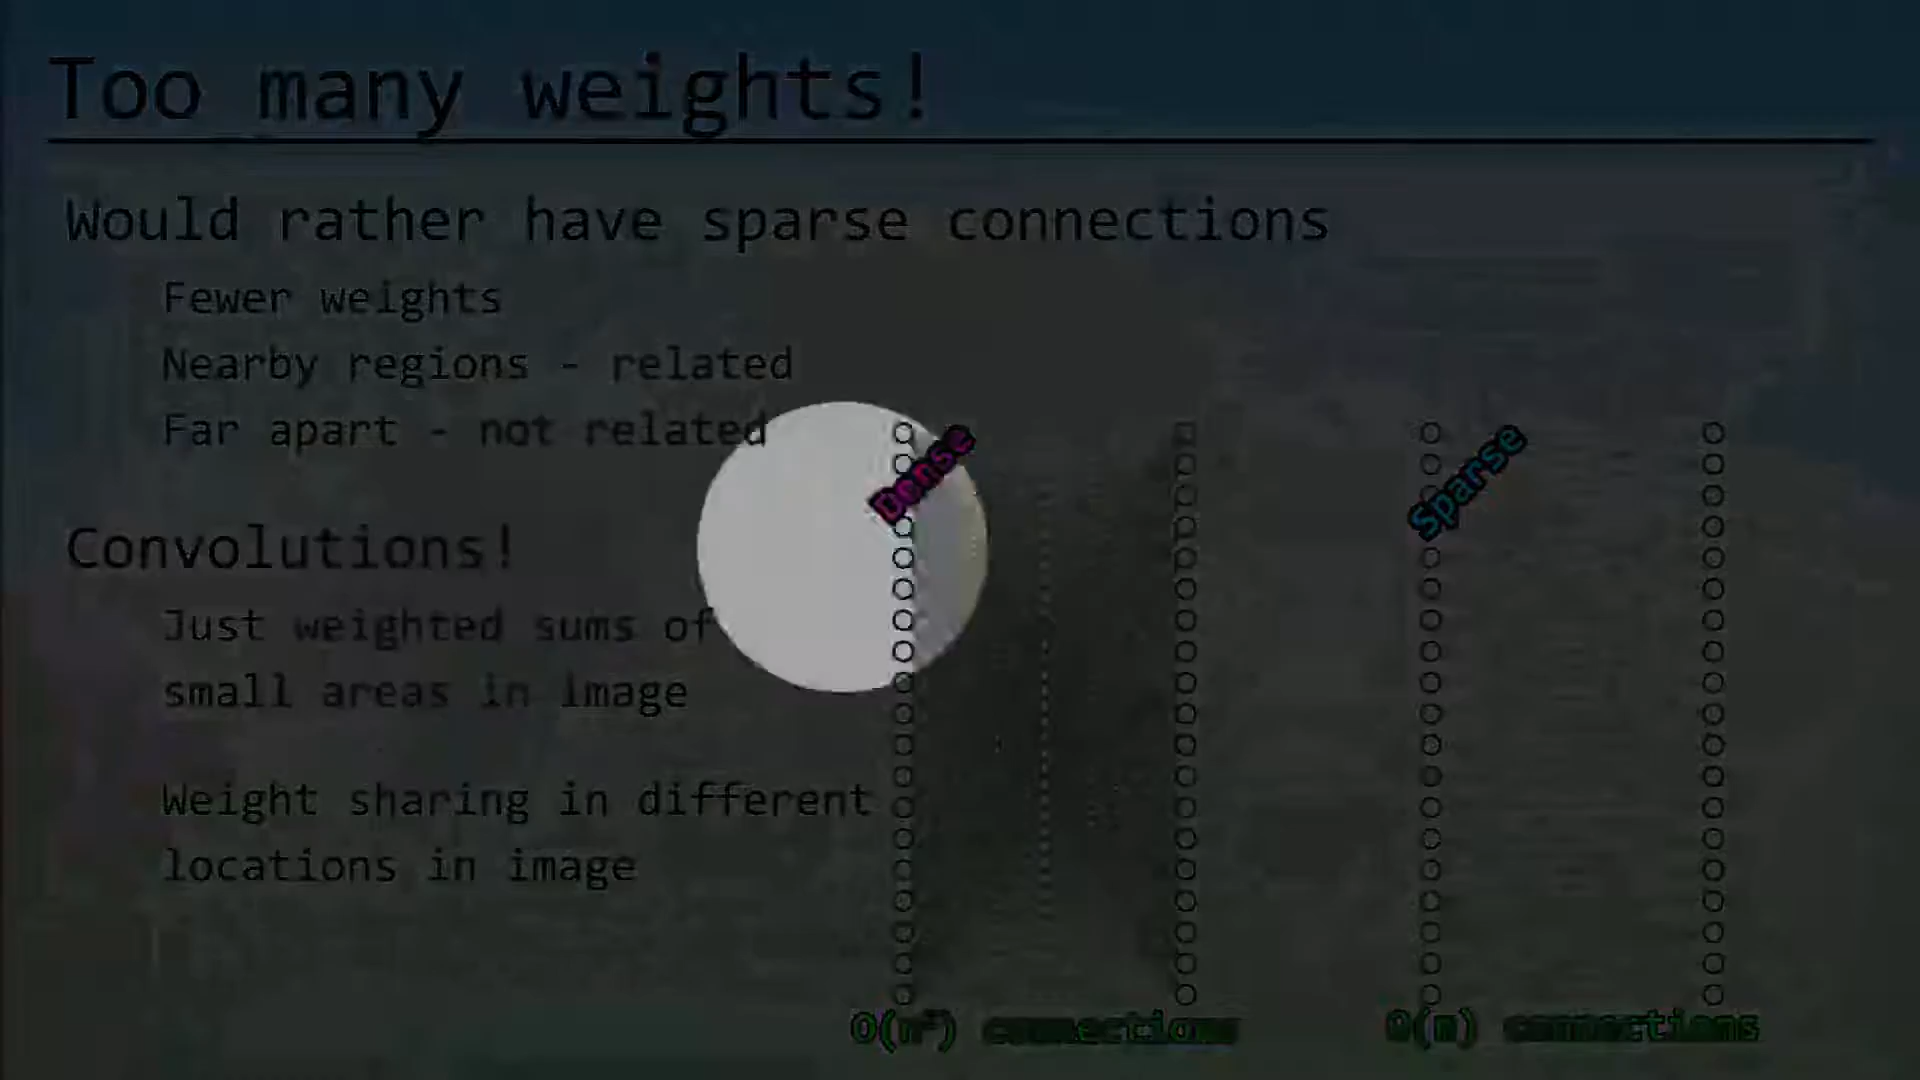 Too many weights!
Would rather have sparse connections
Fewer weights
Nearby regions - related
Far apart - not related
Convolutions!
Just weighted sums of
small areas in image
Weight sharing in different
locations in image
Dense
Sparse
O(n²) connections
O(n) connections